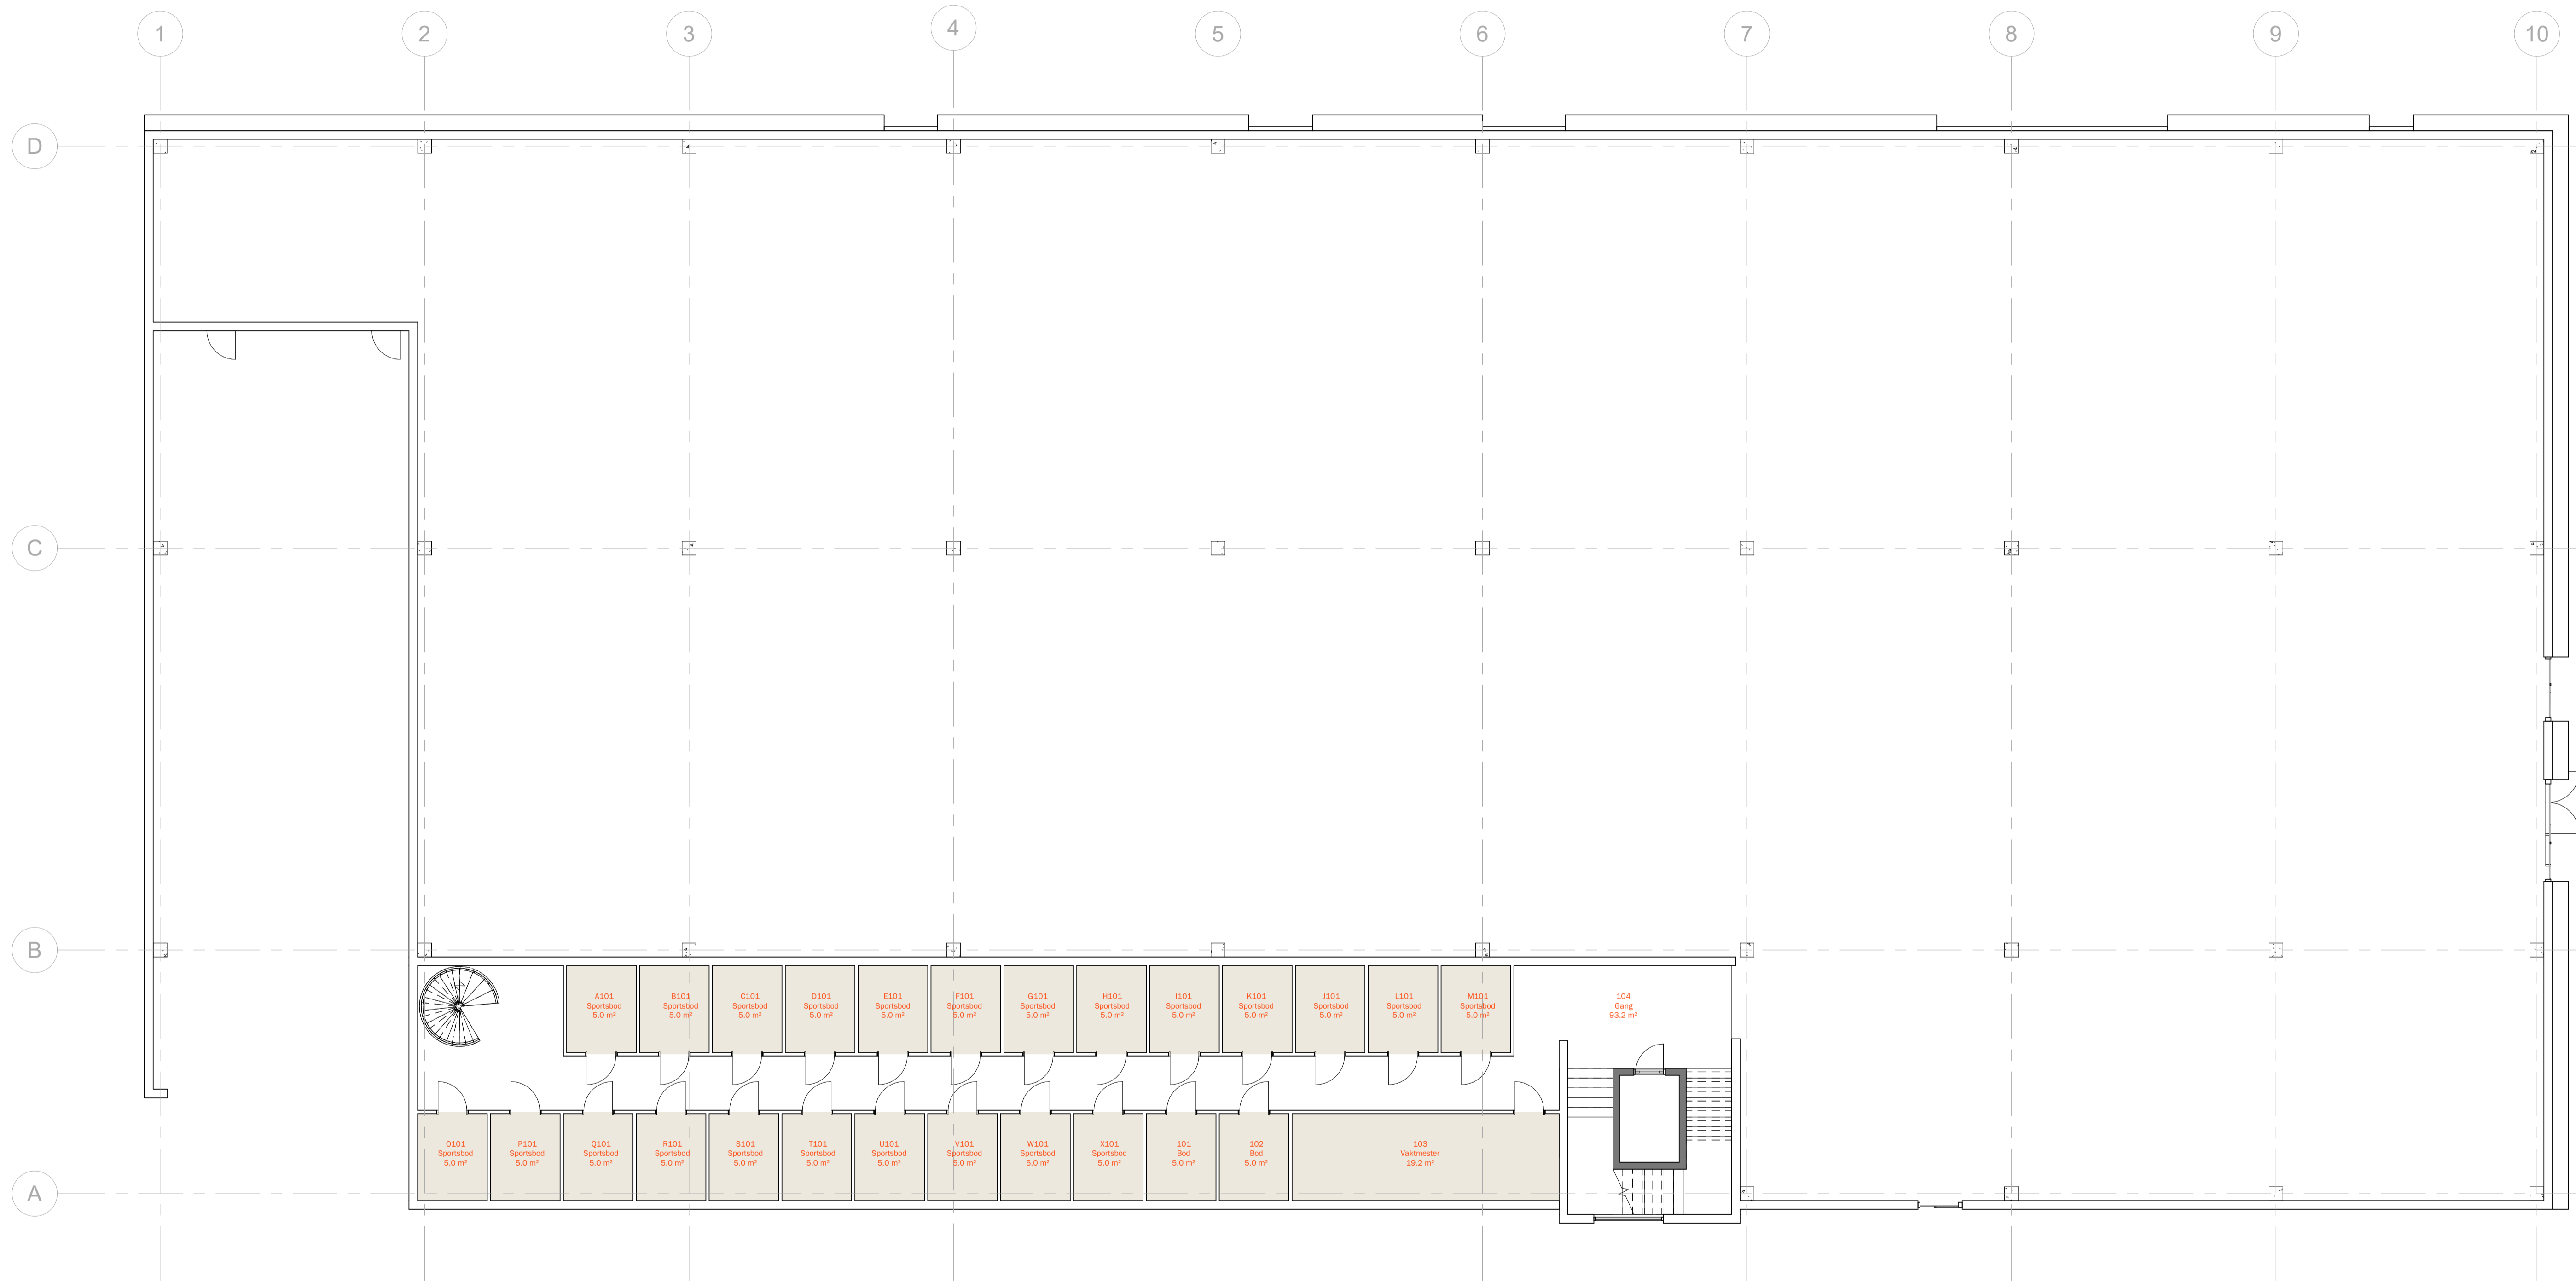 1
2
3
4
5
6
7
8
9
10
D
C
B
A
A101
Sportsbod
5.0 m²
B101
Sportsbod
5.0 m²
C101
Sportsbod
5.0 m²
D101
Sportsbod
5.0 m²
E101
Sportsbod
5.0 m²
F101
Sportsbod
5.0 m²
G101
Sportsbod
5.0 m²
H101
Sportsbod
5.0 m²
I101
Sportsbod
5.0 m²
K101
Sportsbod
5.0 m²
J101
Sportsbod
5.0 m²
L101
Sportsbod
5.0 m²
M101
Sportsbod
5.0 m²
104
Gang
93.2 m²
O101
Sportsbod
5.0 m²
P101
Sportsbod
5.0 m²
Q101
Sportsbod
5.0 m²
R101
Sportsbod
5.0 m²
S101
Sportsbod
5.0 m²
T101
Sportsbod
5.0 m²
U101
Sportsbod
5.0 m²
V101
Sportsbod
5.0 m²
W101
Sportsbod
5.0 m²
X101
Sportsbod
5.0 m²
101
Bod
5.0 m²
102
Bod
5.0 m²
103
Vaktmester
19.2 m²